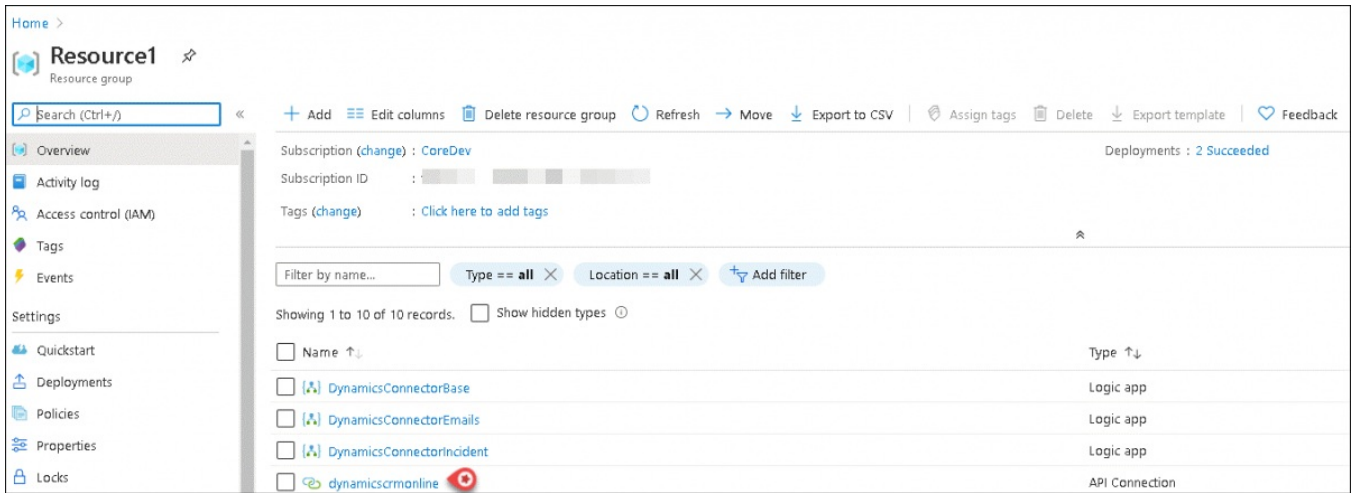 Home >
Resource1
Resource group
Search (Ctrl+/)
«
Add Edit columns Delete resource group Refresh Move Export to CSV Assign tags Delete Export template Feedback
Overview
Activity log
Access control (IAM)
Tags
Events
Settings
Quickstart
Deployments
Policies
Properties
Locks
Subscription (change) : CoreDev
Deployments : 2 Succeeded
Subscription ID :
Tags (change) : Click here to add tags
Filter by name...
Type == all
Location == all
Add filter
Showing 1 to 10 of 10 records.
Show hidden types
Name ↑↓
Type ↑↓
DynamicsConnectorBase Logic app
DynamicsConnectorEmails Logic app
DynamicsConnectorIncident Logic app
dynamicscrmonline API Connection